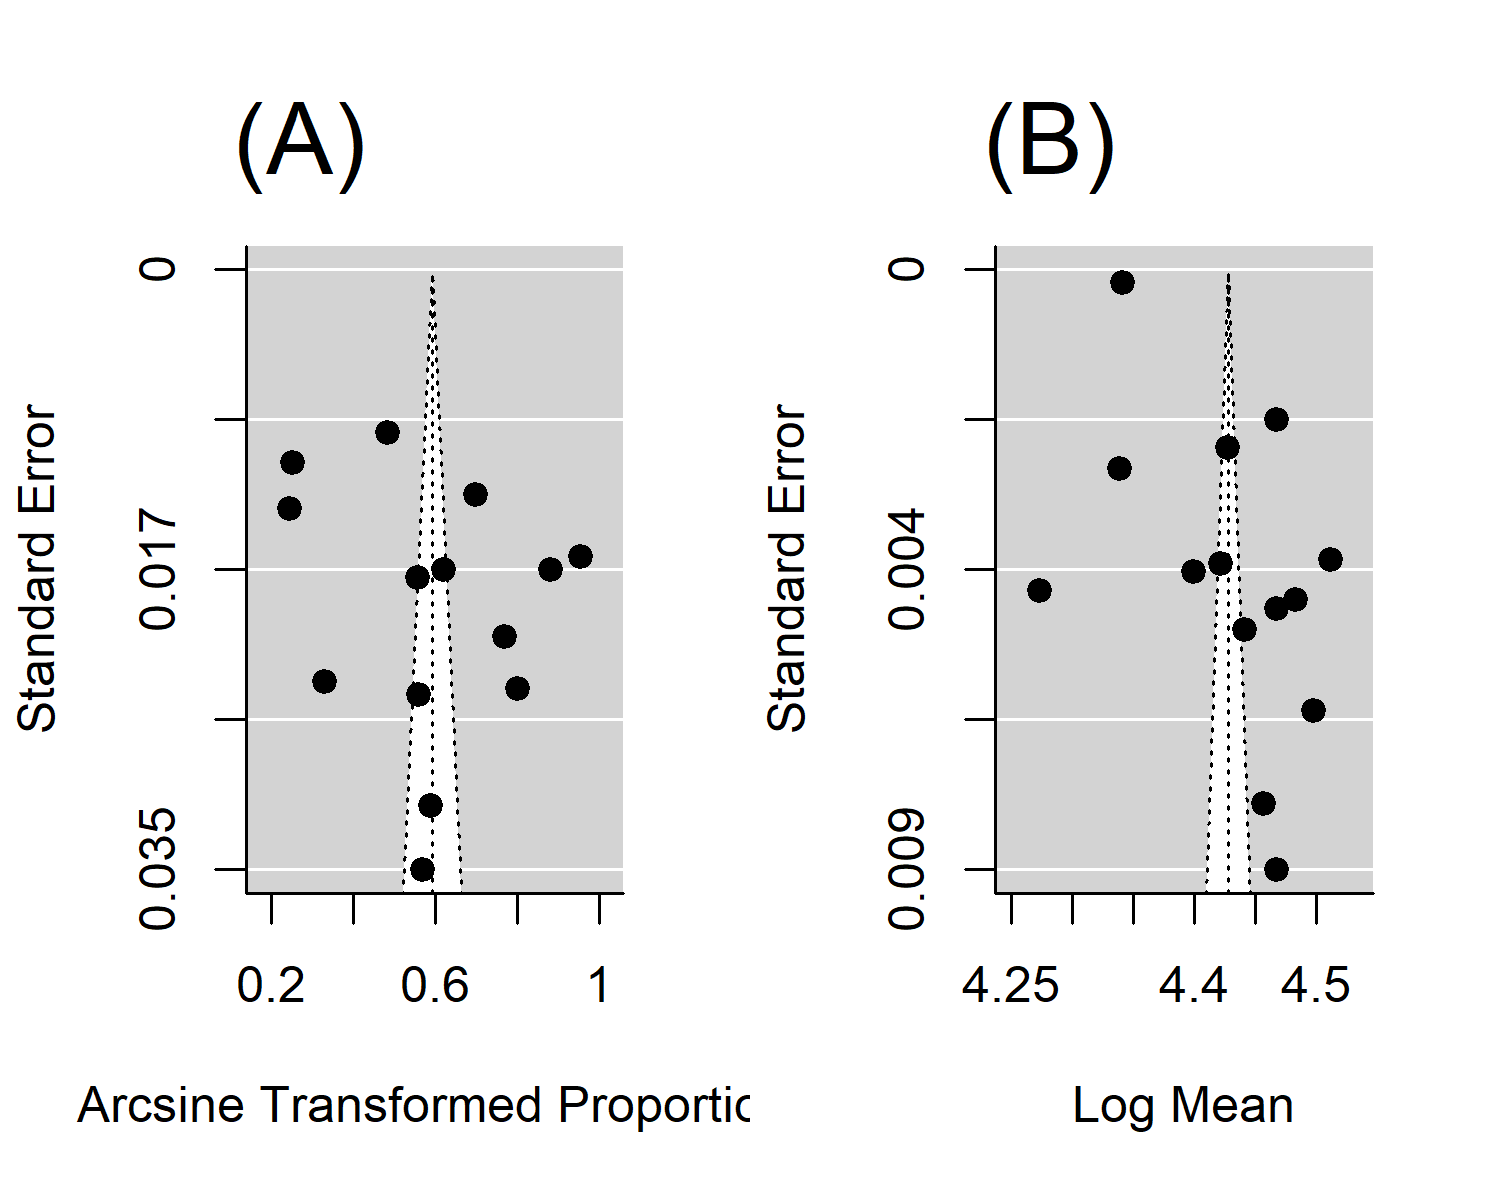 (A)
Standard Error
0
0.017
0.035
0.2 0.6 1
Arcsine Transformed Proportic
(B)
Standard Error
0
0.004
0.009
4.25 4.4 4.5
Log Mean